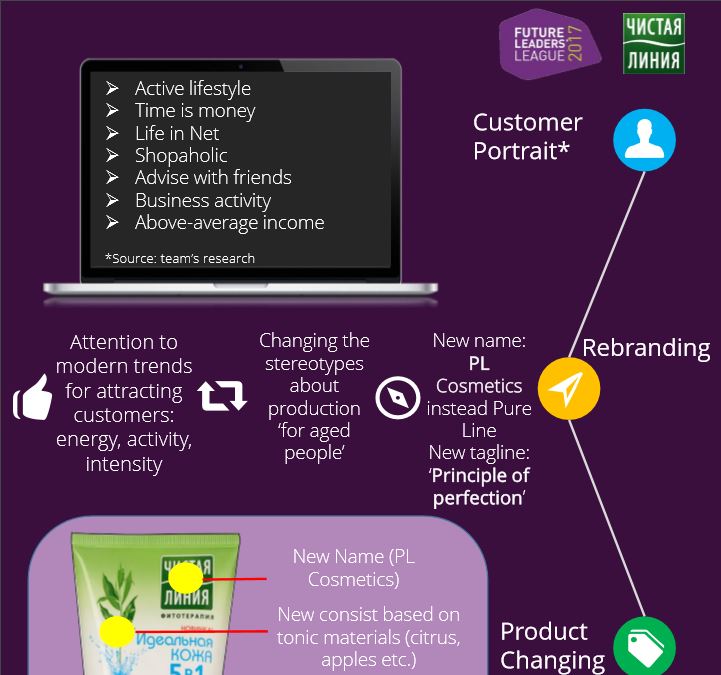 FUTURE
LEADERS
LEAGUE
2017
ЧИСТАЯ
ЛИНИЯ
Active lifestyle
Time is money
Life in Net
Shopaholic
Advise with friends
Business activity
Above-average income
*Source: team's research
Customer
Portrait*
Attention to
modern trends
for attracting
customers:
energy, activity,
intensity
Changing the
stereotypes
about
production
'for aged
people'
New name:
PL
Cosmetics
instead Pure
Line
New tagline:
'Principle of
perfection'
Rebranding
ЧИСТАЯ
ЛИНИЯ
ФИТОТЕРАПИЯ
Идеальная
КОЖА
5в1
New Name (PL
Cosmetics)
New consist based on
tonic materials (citrus,
apples etc.)
Product
Changing